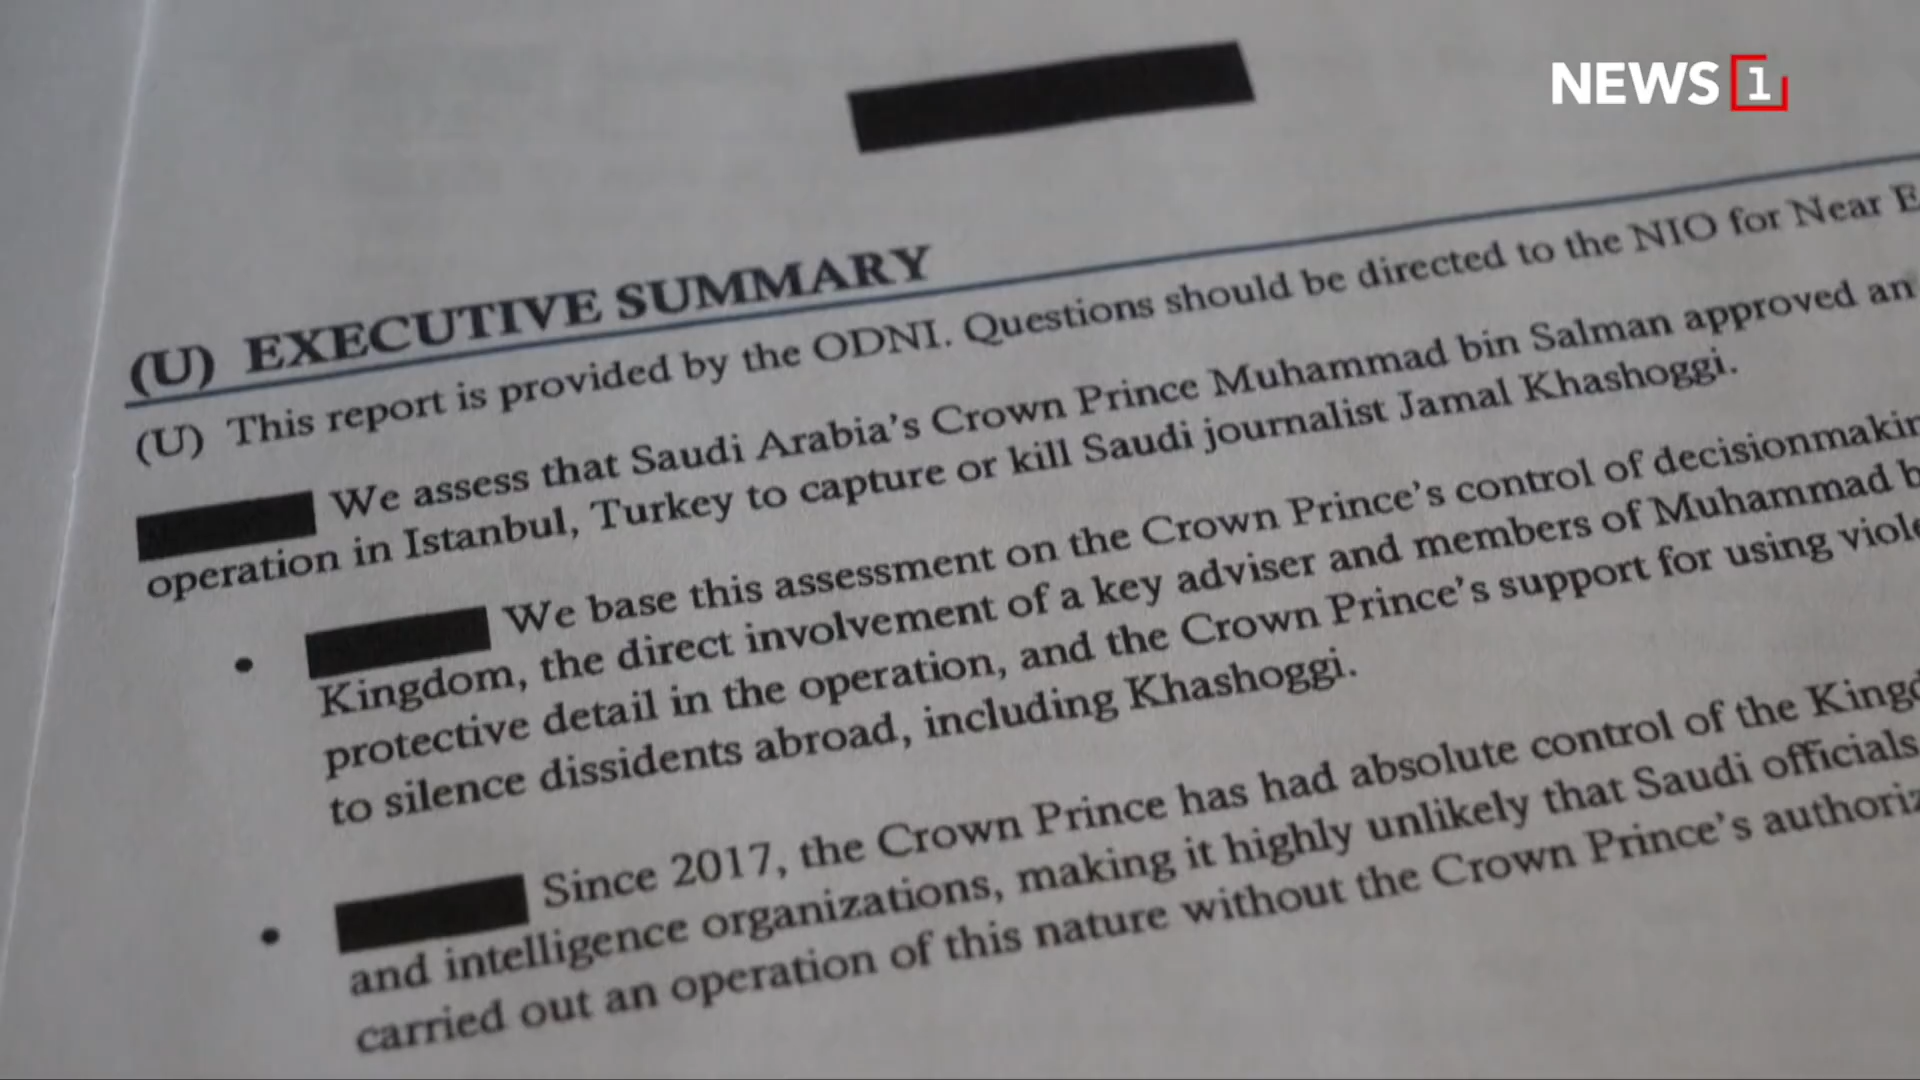 NEWS 1
(U) EXECUTIVE SUMMARY
(U) This report is provided by the ODNI. Questions should be directed to the NIO for Near E
We assess that Saudi Arabia's Crown Prince Muhammad bin Salman approved an
operation in Istanbul, Turkey to capture or kill Saudi journalist Jamal Khashoggi.
• We base this assessment on the Crown Prince's control of decisionmakin
Kingdom, the direct involvement of a key adviser and members of Muhammad b
protective detail in the operation, and the Crown Prince's support for using viole
to silence dissidents abroad, including Khashoggi.
• Since 2017, the Crown Prince has had absolute control of the Kingd
and intelligence organizations, making it highly unlikely that Saudi officials
carried out an operation of this nature without the Crown Prince's authoriz